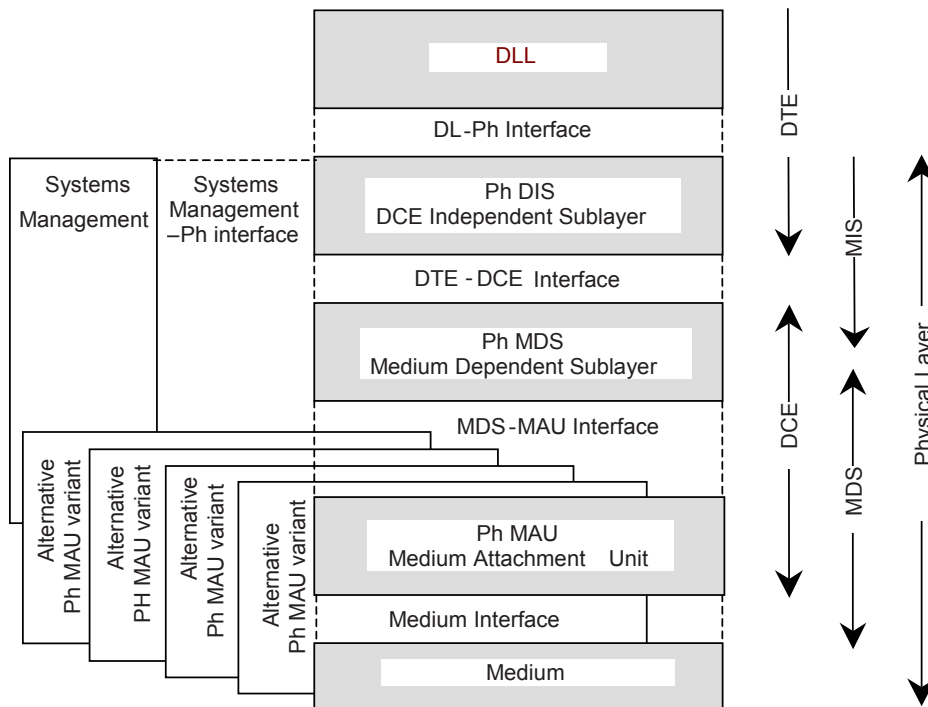 DLL
DL-Ph Interface
Systems
Management
Systems
Management
–Ph interface
Ph DIS
DCE Independent Sublayer
DTE - DCE Interface
Ph MDS
Medium Dependent Sublayer
MDS-MAU Interface
Alternative
Ph MAU variant
Alternative
PH MAU variant
Alternative
Ph MAU variant
Alternative
Ph MAU variant
Ph MAU
Medium Attachment Unit
Medium Interface
Medium
DTE
MIS
DCE
MDS
Physical Layer